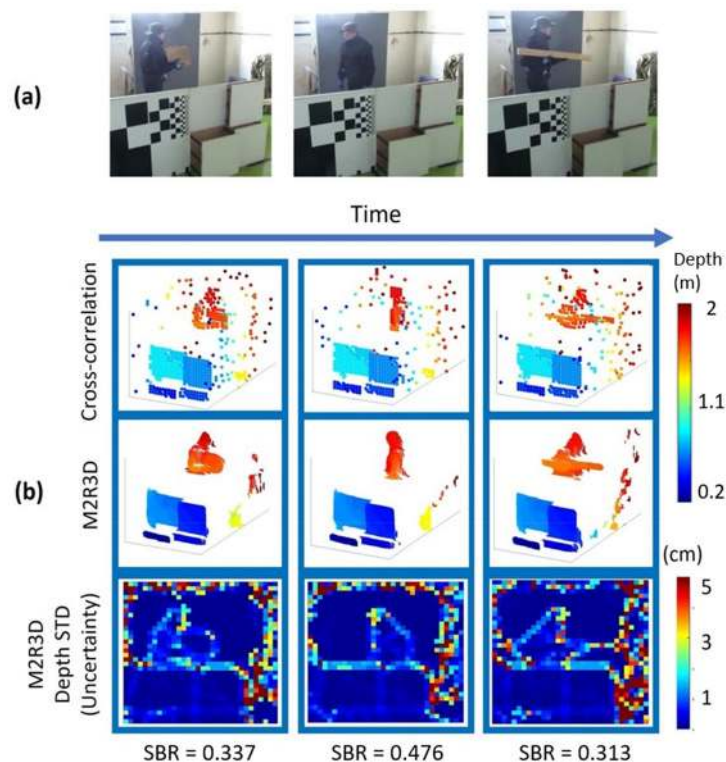 (a)
Time
Depth
(m)
2
1.1
0.2
Cross-correlation
(b)
M2R3D
(cm)
5
3
1
M2R3D
Depth STD
(Uncertainty)
SBR = 0.337
SBR = 0.476
SBR = 0.313